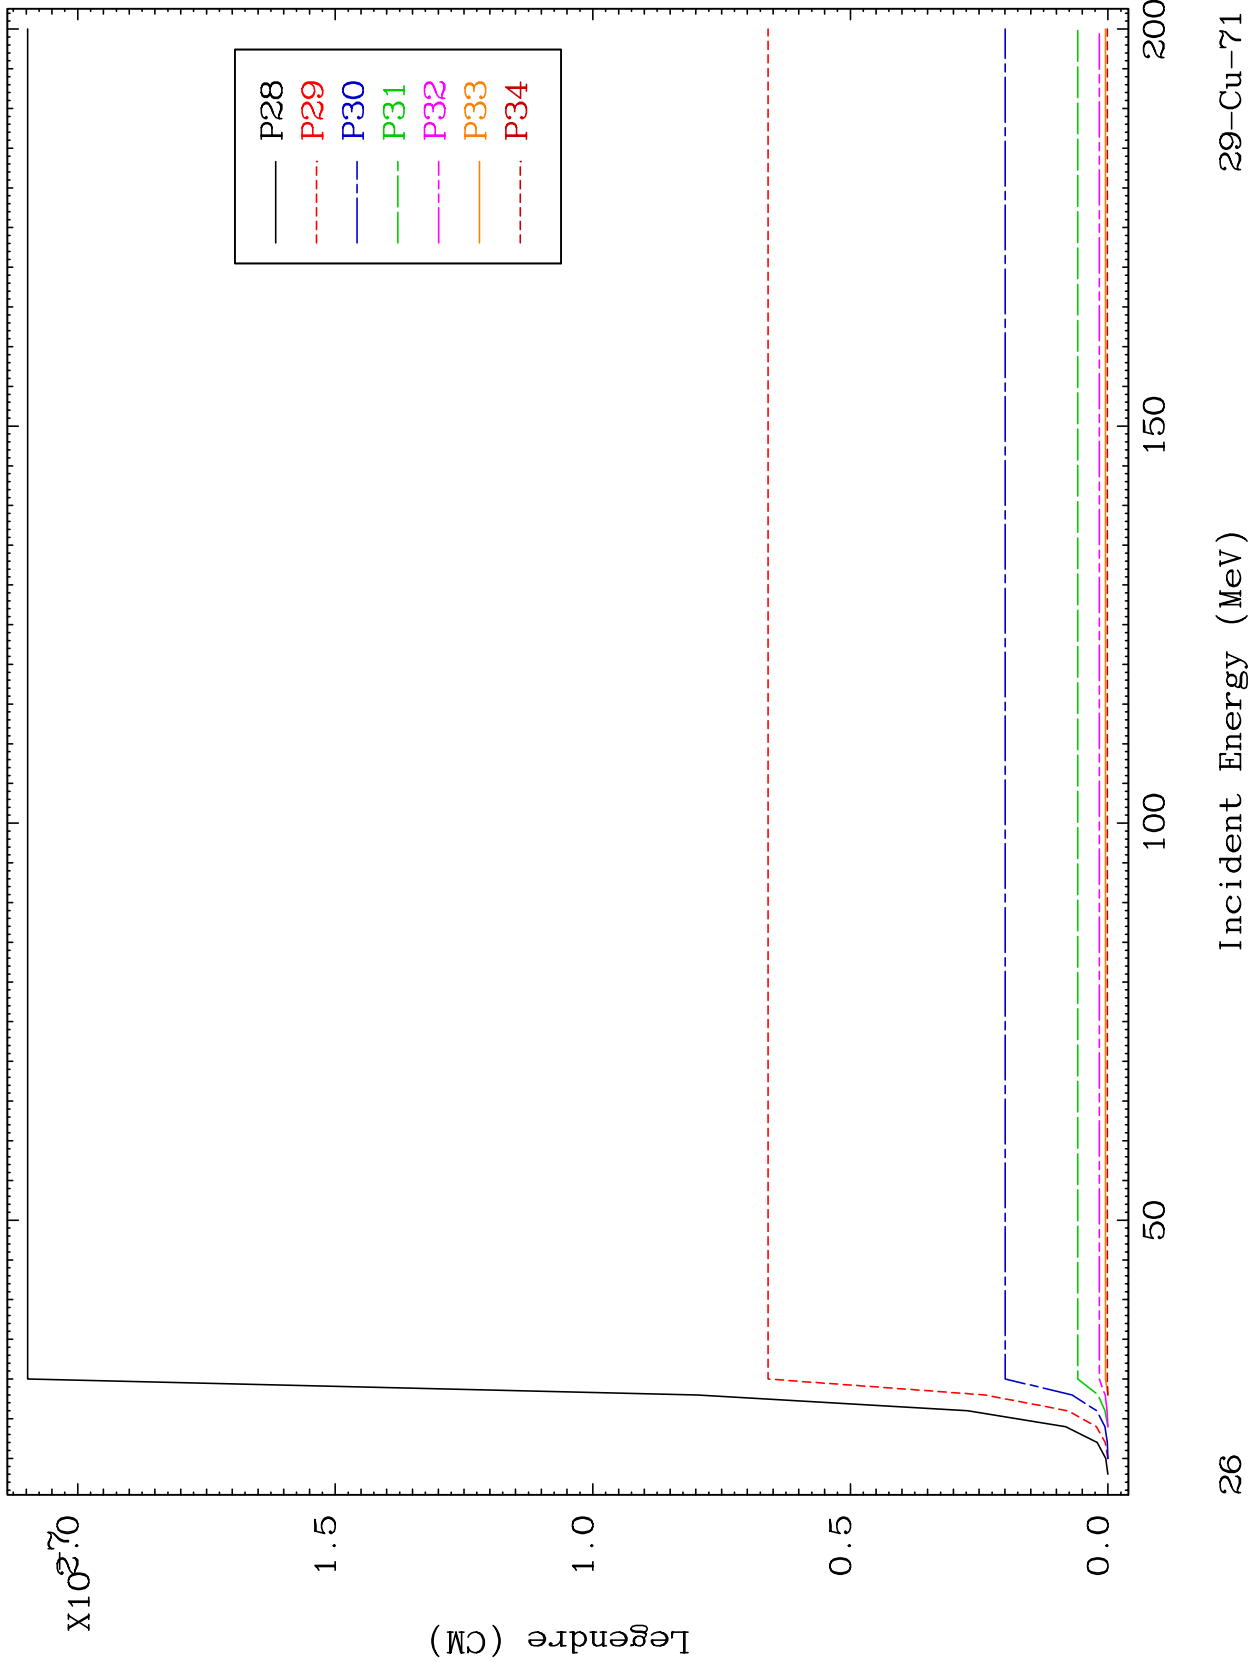 X10-7
2.0
1.5
1.0
0.5
0.0
Legendre (CM)
P28
P29
P30
P31
P32
P33
P34
50 100 150 200
26 Incident Energy (MeV) 29-Cu-71